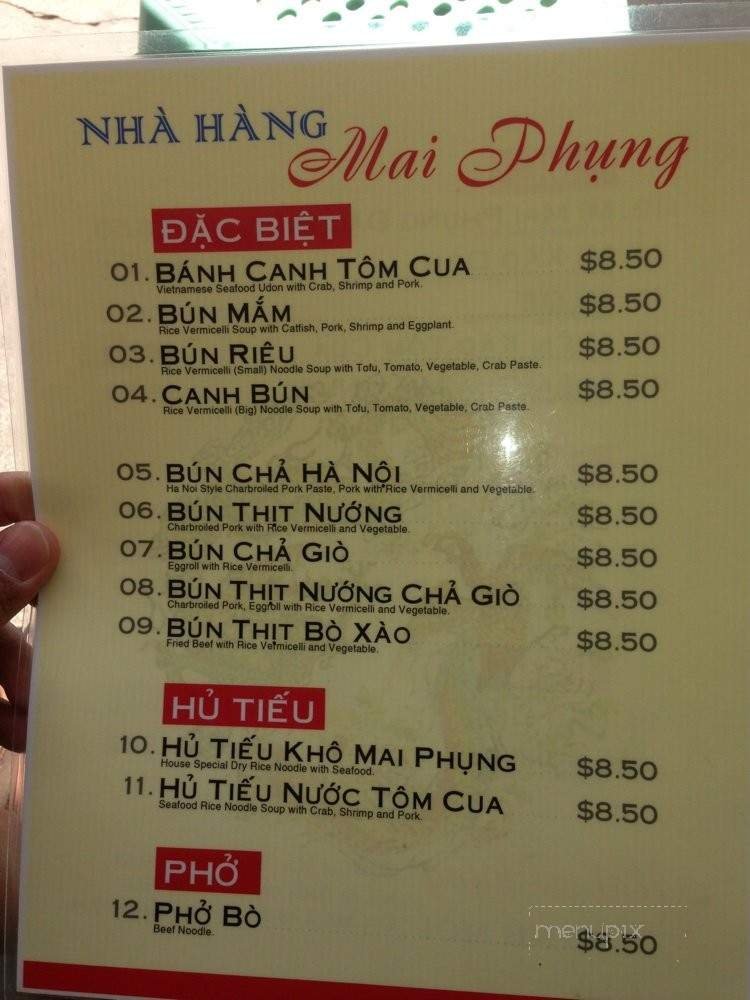 NHÀ HÀNG
Mai Phụng
ĐẶC BIỆT
01. BÁNH CANH TÔM CUA $8.50
Vietnamese Seafood Udon with Crab, Shrimp and Pork.
02. BÚN MẮM $8.50
Rice Vermicelli Soup with Catfish, Pork, Shrimp and Eggplant.
03. BÚN RIÊU $8.50
Rice Vermicelli (Small) Noodle Soup with Tofu, Tomato, Vegetable, Crab Paste.
04. CANH BÚN $8.50
Rice Vermicelli (Big) Noodle Soup with Tofu, Tomato, Vegetable, Crab Paste.
05. BÚN CHẢ HÀ NỘI $8.50
Ha Noi Style Charbroiled Pork Paste, Pork with Rice Vermicelli and Vegetable.
06. BÚN THỊT NƯỚNG $8.50
Charbroiled Pork with Rice Vermicelli and Vegetable.
07. BÚN CHẢ GIÒ $8.50
Eggroll with Rice Vermicelli.
08. BÚN THỊT NƯỚNG CHẢ GIÒ $8.50
Charbroiled Pork, Eggroll with Rice Vermicelli and Vegetable.
09. BÚN THỊT BÒ XÀO $8.50
Fried Beef with Rice Vermicelli and Vegetable.
HỦ TIẾU
10. HỦ TIẾU KHÔ MAI PHỤNG $8.50
House Special Dry Rice Noodle with Seafood.
11. HỦ TIẾU NƯỚC TÔM CUA $8.50
Seafood Rice Noodle Soup with Crab, Shrimp and Pork.
PHỞ
12. PHỞ BÒ $8.50
Beef Noodle.
menupix